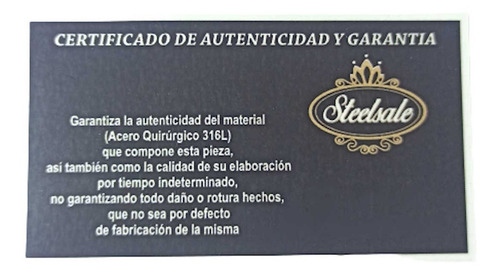 CERTIFICADO DE AUTENTICIDAD Y GARANTIA
Steelsale
Garantiza la autenticidad del material
(Acero Quirúrgico 316L)
que compone esta pieza,
así también como la calidad de su elaboración
por tiempo indeterminado,
no garantizando todo daño o rotura hechos,
que no sea por defecto
de fabricación de la misma